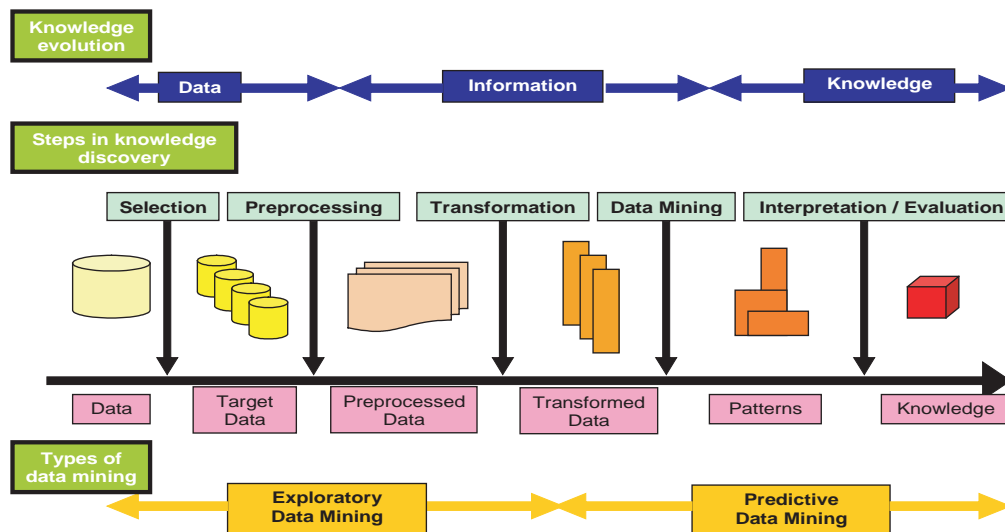 Knowledge
evolution
Data
Information
Knowledge
Steps in knowledge
discovery
Selection
Preprocessing
Transformation
Data Mining
Interpretation / Evaluation
Data
Target
Data
Preprocessed
Data
Transformed
Data
Patterns
Knowledge
Types of
data mining
Exploratory
Data Mining
Predictive
Data Mining